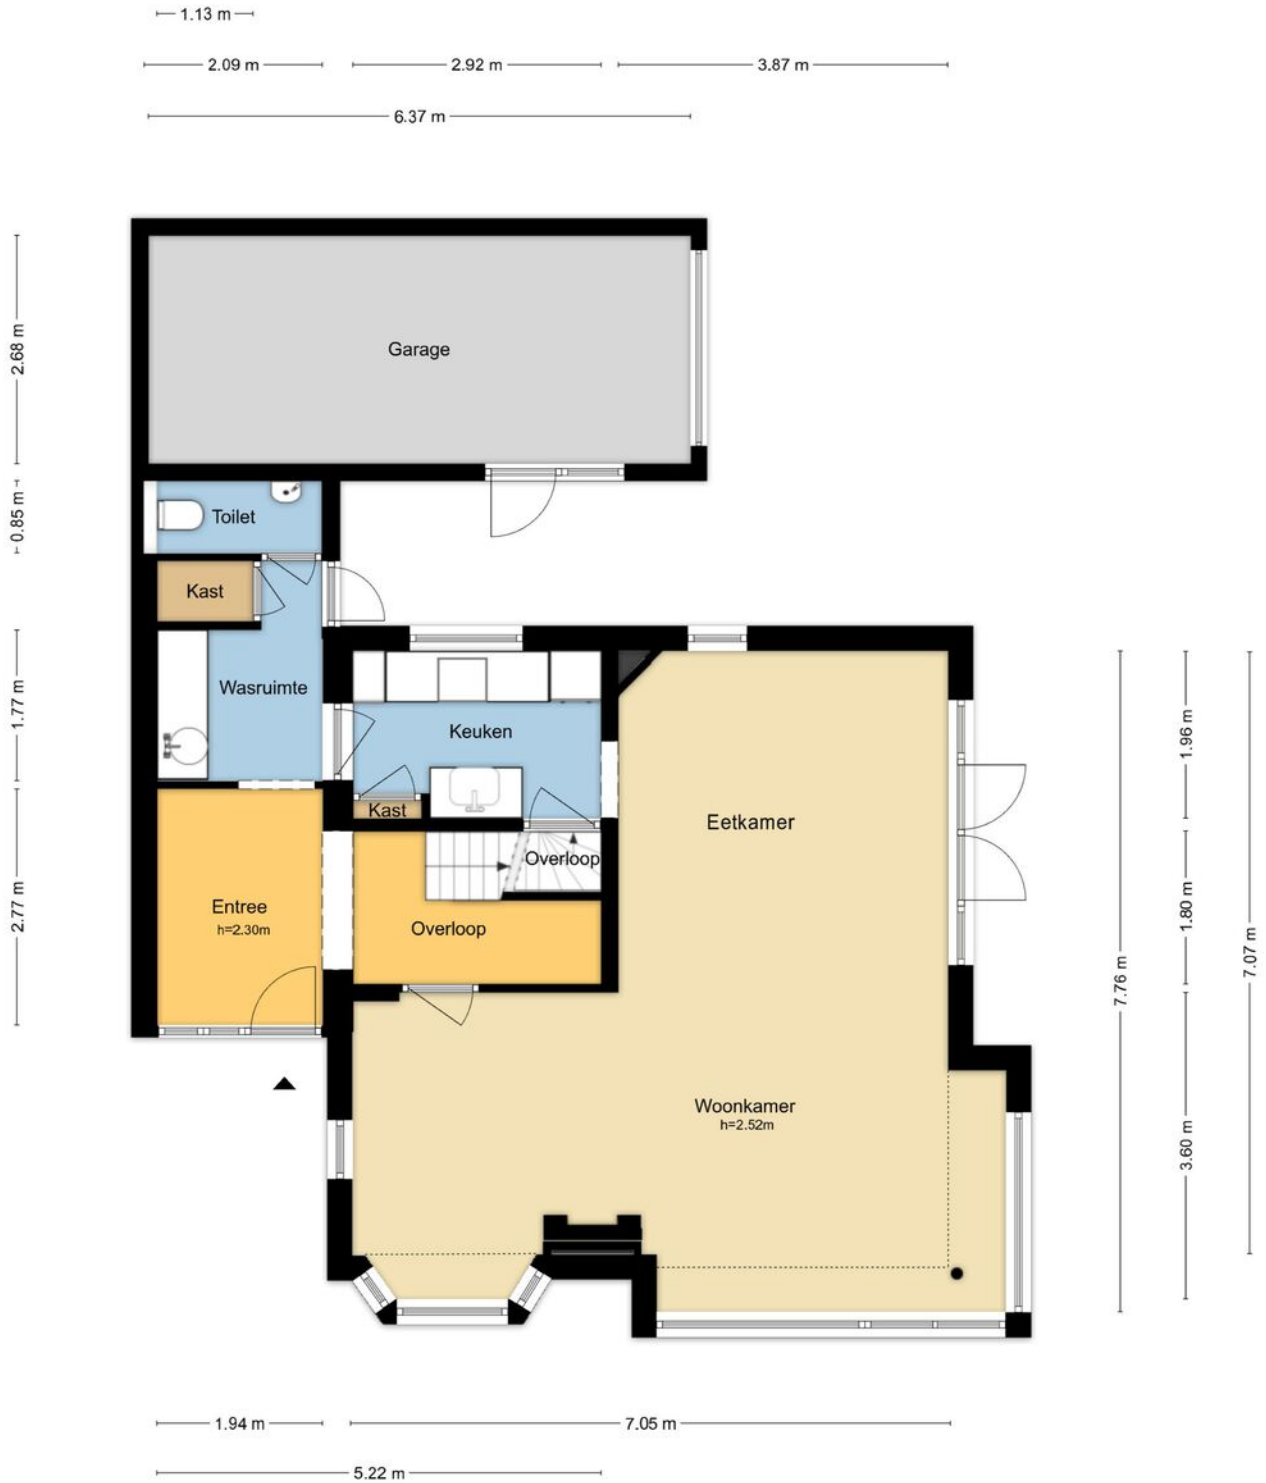 1.13 m
2.09 m
2.92 m
3.87 m
6.37 m
2.68 m
Garage
0.85 m
Toilet
Kast
1.77 m
Wasruimte
Keuken
1.96 m
Kast
Eetkamer
Overloop
2.77 m
Entree
h=2.30m
Overloop
1.80 m
7.07 m
7.76 m
Woonkamer
h=2.52m
3.60 m
1.94 m
7.05 m
5.22 m